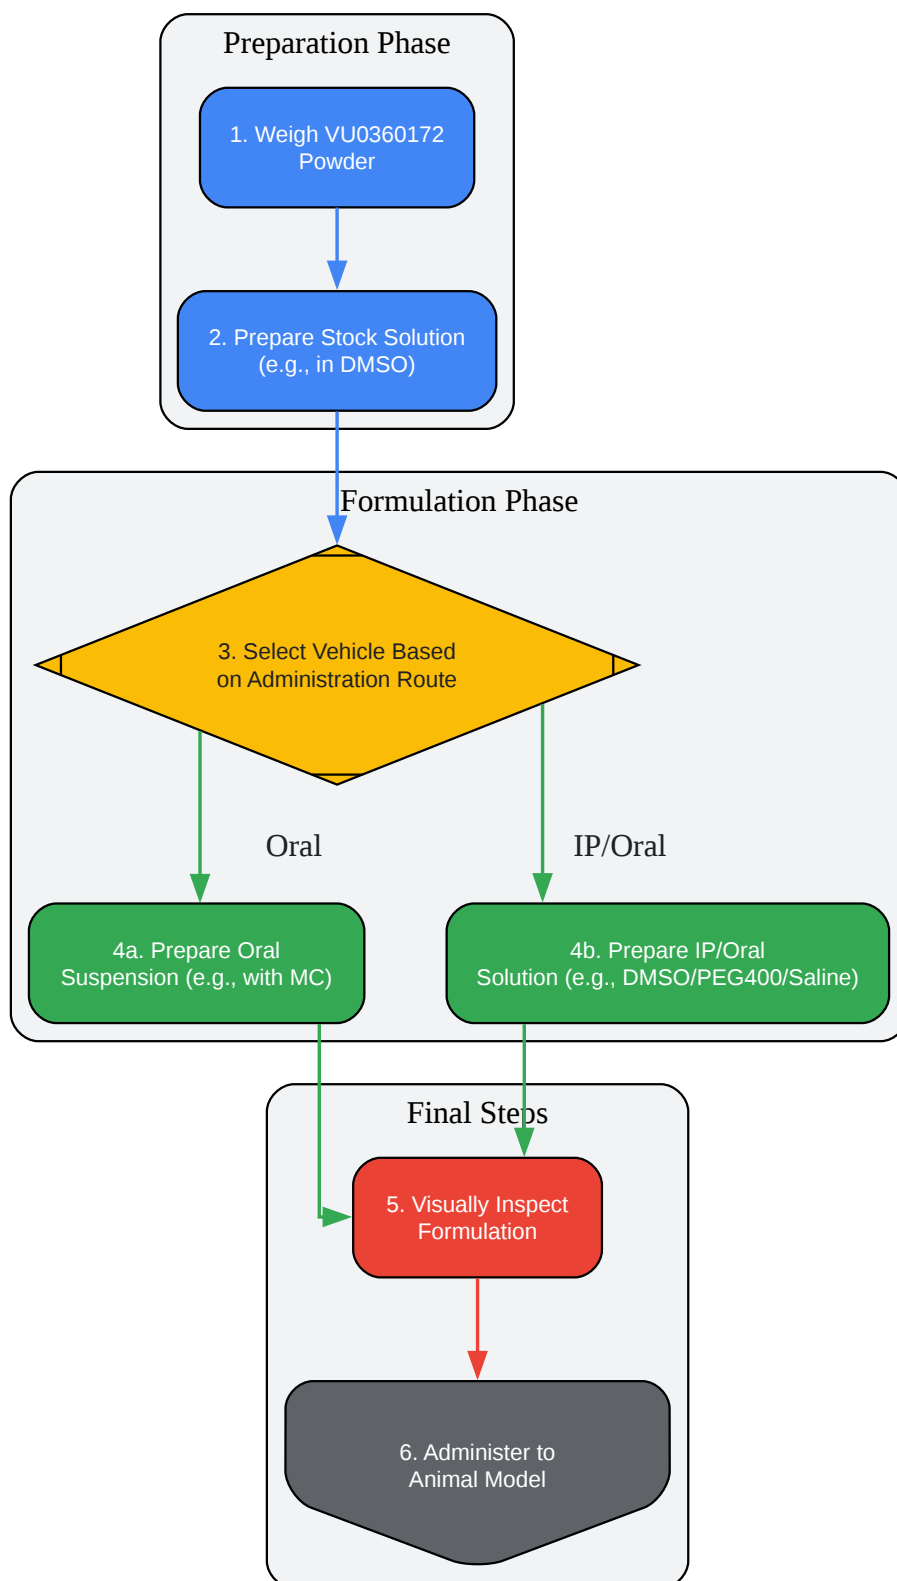 Preparation Phase
1. Weigh VU0360172
Powder
2. Prepare Stock Solution
(e.g., in DMSO)
Formulation Phase
3. Select Vehicle Based
on Administration Route
Oral
IP/Oral
4a. Prepare Oral
Suspension (e.g., with MC)
4b. Prepare IP/Oral
Solution (e.g., DMSO/PEG400/Saline)
Final Steps
5. Visually Inspect
Formulation
6. Administer to
Animal Model